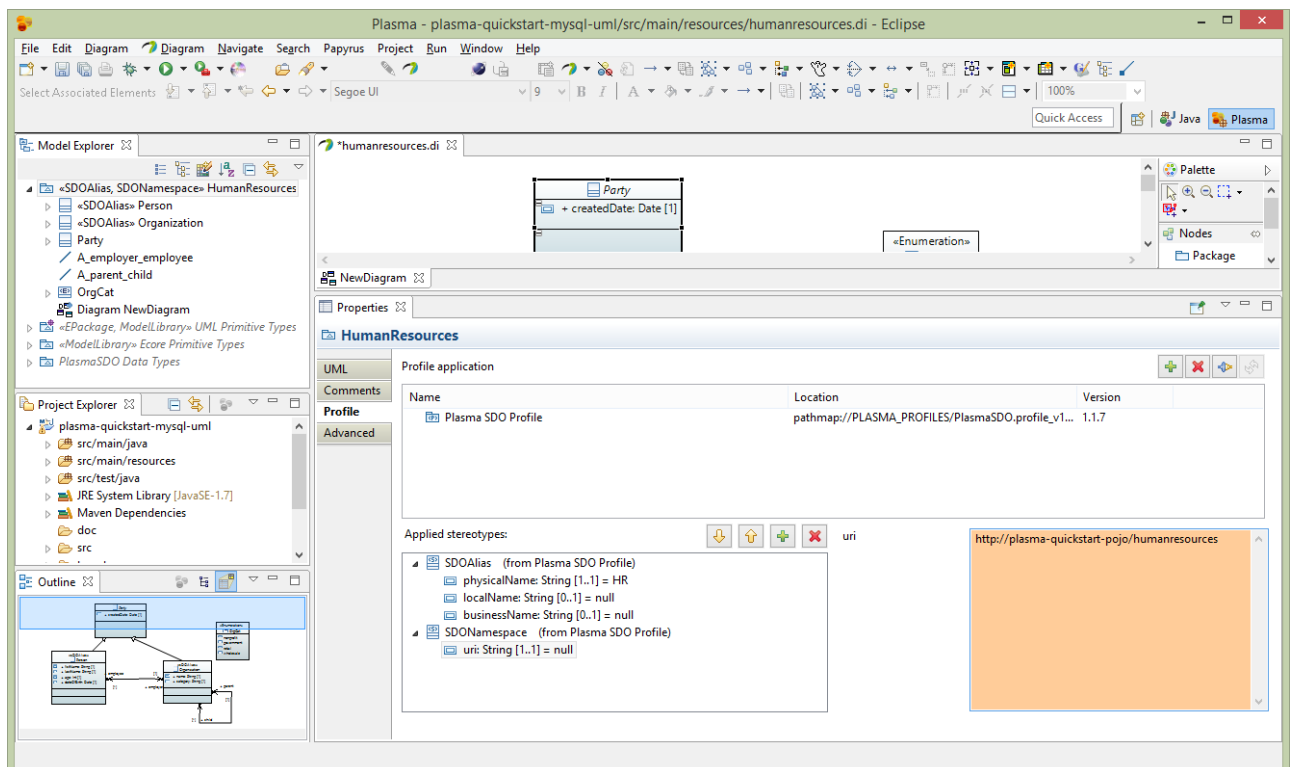 Plasma - plasma-quickstart-mysql-uml/src/main/resources/humanresources.di - Eclipse
File Edit Diagram Diagram Navigate Search Papyrus Project Run Window Help
Select Associated Elements Segoe UI 9 B I A 100%
Quick Access Java Plasma
Model Explorer
«SDOAlias, SDONamespace» HumanResources
«SDOAlias» Person
«SDOAlias» Organization
Party
A_employer_employee
A_parent_child
OrgCat
Diagram NewDiagram
«EPackage, ModelLibrary» UML Primitive Types
«ModelLibrary» Ecore Primitive Types
PlasmaSDO Data Types
*humanresources.di
Party
+ createdDate: Date [1]
«Enumeration»
Palette
Nodes
Package
NewDiagram
Project Explorer
plasma-quickstart-mysql-uml
src/main/java
src/main/resources
src/test/java
JRE System Library [JavaSE-1.7]
Maven Dependencies
doc
src
Outline
Properties
HumanResources
UML
Comments
Profile
Advanced
Profile application
Name Location Version
Plasma SDO Profile pathmap://PLASMA_PROFILES/PlasmaSDO.profile_v1... 1.1.7
Applied stereotypes:
SDOAlias (from Plasma SDO Profile)
physicalName: String [1..1] = HR
localName: String [0..1] = null
businessName: String [0..1] = null
SDONamespace (from Plasma SDO Profile)
uri: String [1..1] = null
uri
http://plasma-quickstart-pojo/humanresources